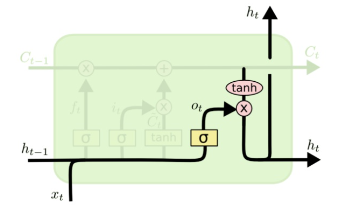 h_t
C_{t-1} C_t
× +
tanh
f_t i_t × o_t ×
C̃_t
σ σ tanh σ
h_{t-1} h_t
x_t